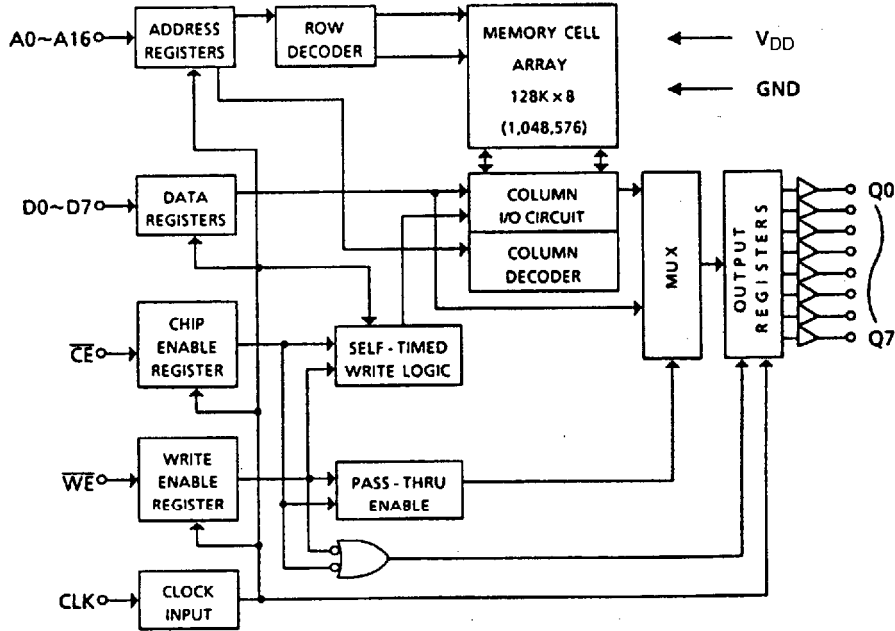 A0~A16
ADDRESS
REGISTERS
ROW
DECODER
MEMORY CELL
ARRAY
128K x 8
(1,048,576)
VDD
GND
D0~D7
DATA
REGISTERS
COLUMN
I/O CIRCUIT
COLUMN
DECODER
MUX
OUTPUT
REGISTERS
Q0
Q7
CE
CHIP
ENABLE
REGISTER
SELF - TIMED
WRITE LOGIC
WE
WRITE
ENABLE
REGISTER
PASS - THRU
ENABLE
CLK
CLOCK
INPUT